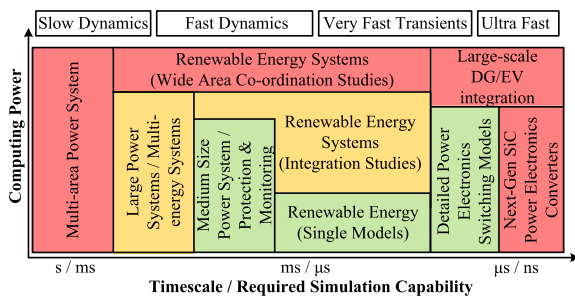 Slow Dynamics
Fast Dynamics
Very Fast Transients
Ultra Fast
Computing Power
Multi-area Power System
Renewable Energy Systems
(Wide Area Co-ordination Studies)
Large-scale
DG/EV
integration
Large Power
Systems / Multi-
energy Systems
Medium Size
Power System /
Protection &
Monitoring
Renewable Energy
Systems
(Integration Studies)
Renewable Energy
(Single Models)
Detailed Power
Electronics
Switching Models
Next-Gen SiC
Power Electronics
Converters
s / ms
ms / μs
μs / ns
Timescale / Required Simulation Capability